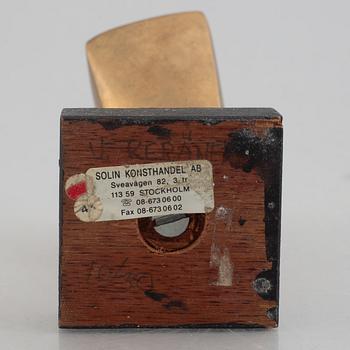 SOLIN KONSTHANDEL AB
Sveavägen 82, 3 tr
113 59 STOCKHOLM
☏ 08-673 06 00
Fax 08-673 06 02
4